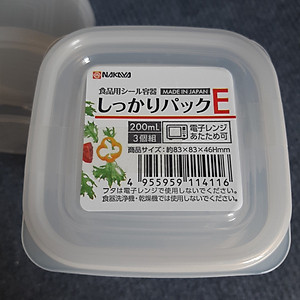 NAKAYA
食品用シール容器 MADE IN JAPAN
しっかりパックE
200mL
3個組
電子レンジ
あたため可
商品サイズ:約83×83×46Hmm
4 955959 114116
フタは電子レンジで使用しないでください。
食器洗浄機・乾燥機では使用しないでください。